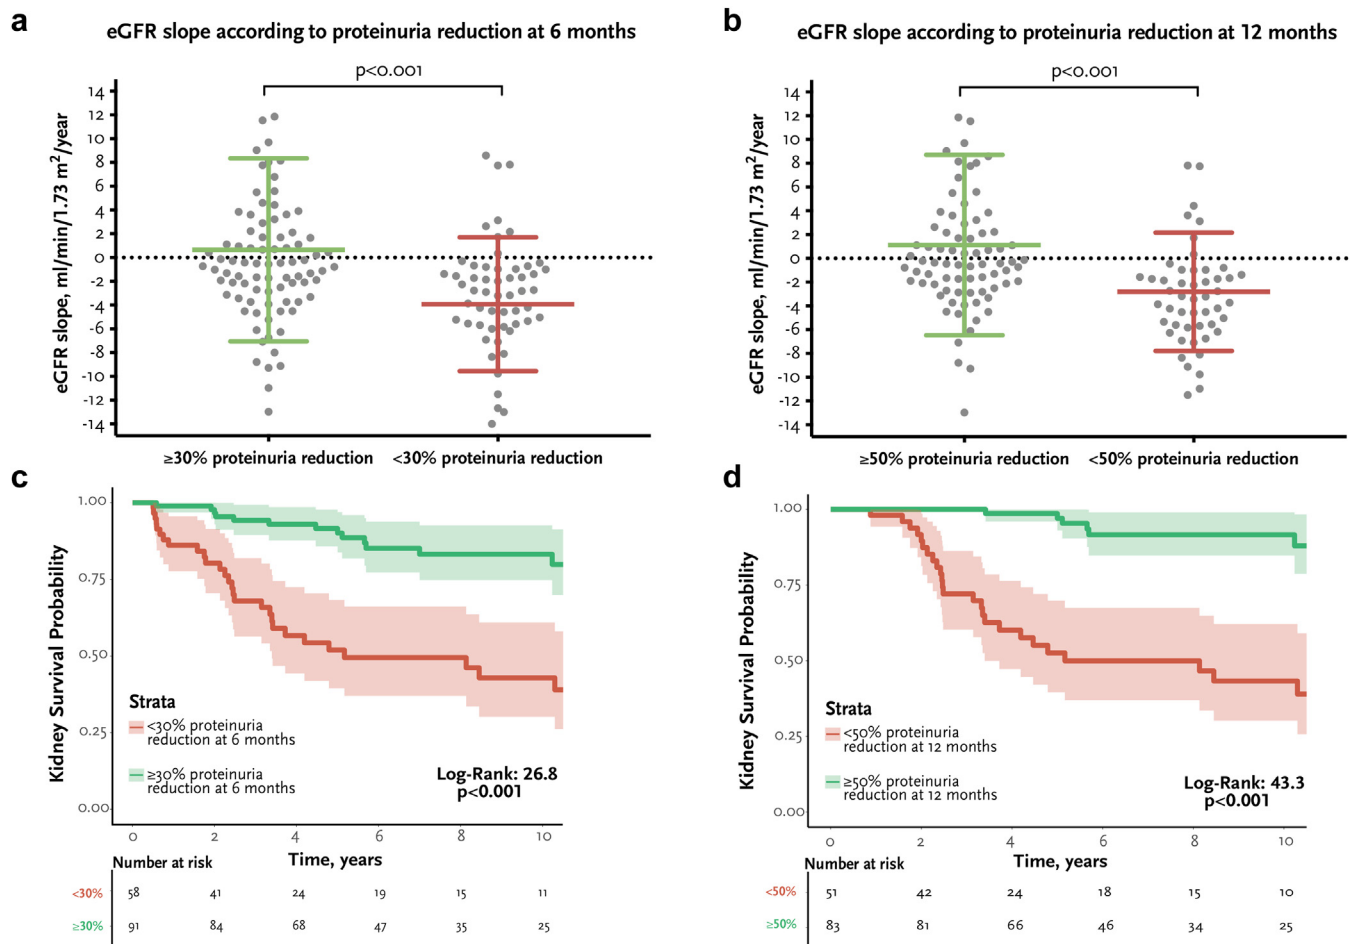 a
eGFR slope according to proteinuria reduction at 6 months
p<0.001
eGFR slope, ml/min/1.73 m²/year
14
12
10
8
6
4
2
0
-2
-4
-6
-8
-10
-12
-14
≥30% proteinuria reduction <30% proteinuria reduction
b
eGFR slope according to proteinuria reduction at 12 months
p<0.001
eGFR slope, ml/min/1.73 m²/year
14
12
10
8
6
4
2
0
-2
-4
-6
-8
-10
-12
-14
≥50% proteinuria reduction <50% proteinuria reduction
c
Kidney Survival Probability
1.00
0.75
0.50
0.25
0.00
Strata
<30% proteinuria
reduction at 6 months
≥30% proteinuria
reduction at 6 months
Log-Rank: 26.8
p<0.001
0 2 4 6 8 10
Time, years
Number at risk
<30% 58 41 24 19 15 11
≥30% 91 84 68 47 35 25
d
Kidney Survival Probability
1.00
0.75
0.50
0.25
0.00
Strata
<50% proteinuria
reduction at 12 months
≥50% proteinuria
reduction at 12 months
Log-Rank: 43.3
p<0.001
0 2 4 6 8 10
Time, years
Number at risk
<50% 51 42 24 18 15 10
≥50% 83 81 66 46 34 25